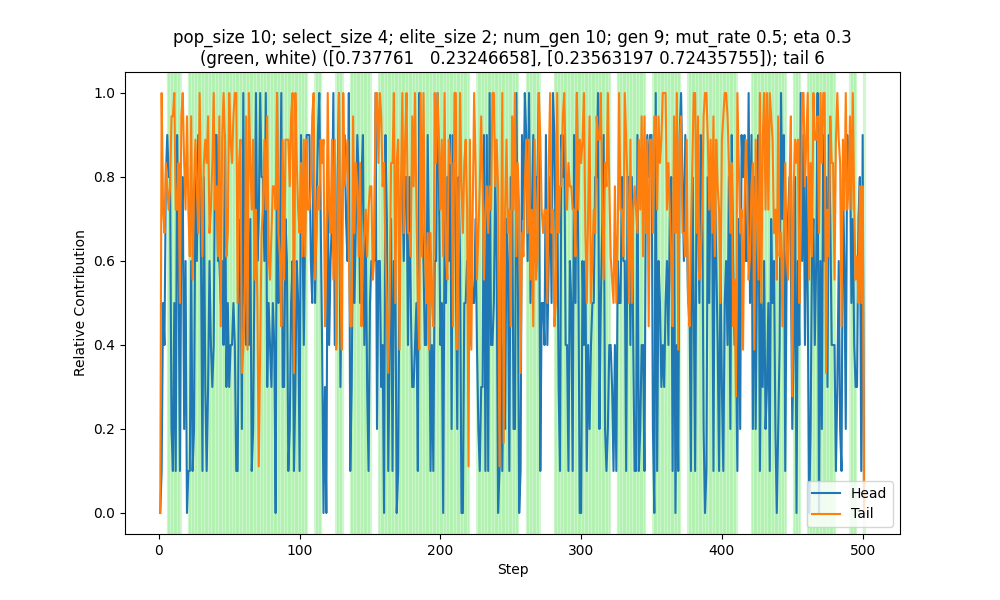 pop_size 10; select_size 4; elite_size 2; num_gen 10; gen 9; mut_rate 0.5; eta 0.3
(green, white) ([0.737761   0.23246658], [0.23563197 0.72435755]); tail 6
1.0
0.8
0.6
0.4
0.2
0.0
Relative Contribution
Head
Tail
0
100
200
300
400
500
Step